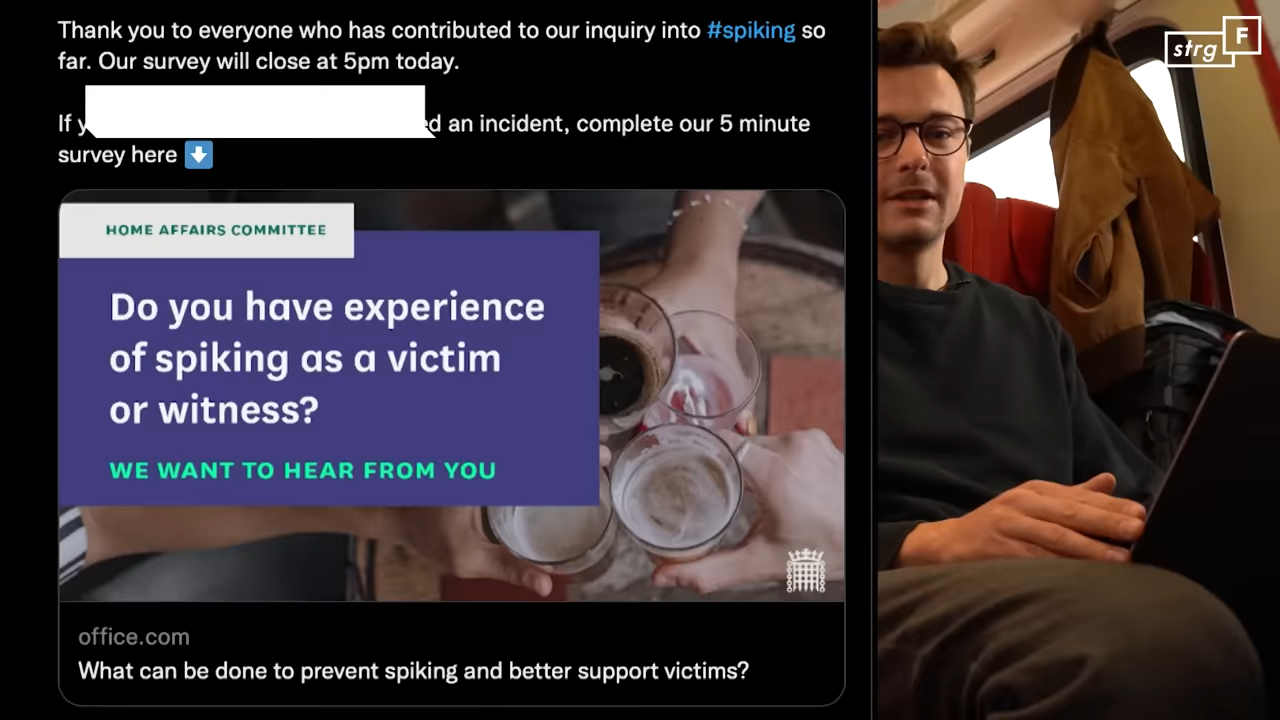 Thank you to everyone who has contributed to our inquiry into #spiking so
far. Our survey will close at 5pm today.
If an incident, complete our 5 minute
survey here
HOME AFFAIRS COMMITTEE
Do you have experience
of spiking as a victim
or witness?
WE WANT TO HEAR FROM YOU
office.com
What can be done to prevent spiking and better support victims?
strg F